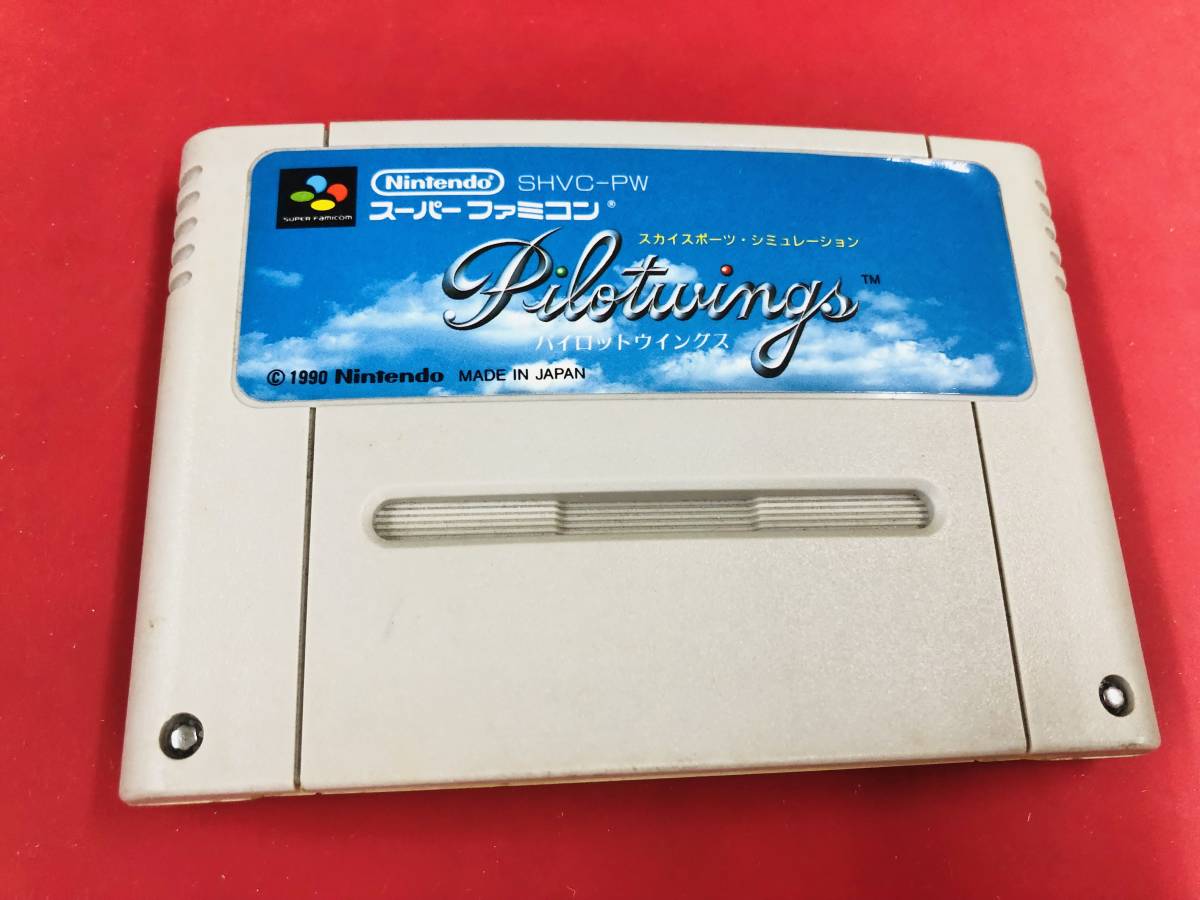 SUPER FAMICOM
Nintendo® SHVC-PW
スーパーファミコン®
スカイスポーツ・シミュレーション
Pilotwings™
パイロットウイングス
©1990 Nintendo MADE IN JAPAN